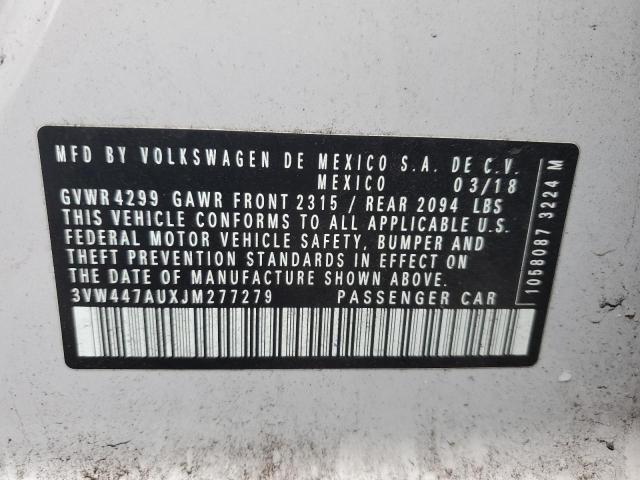 MFD BY VOLKSWAGEN DE MEXICO S.A. DE C.V.
MEXICO 03/18
GVWR 4299 GAWR FRONT 2315 / REAR 2094 LBS
THIS VEHICLE CONFORMS TO ALL APPLICABLE U.S.
FEDERAL MOTOR VEHICLE SAFETY, BUMPER AND
THEFT PREVENTION STANDARDS IN EFFECT ON
THE DATE OF MANUFACTURE SHOWN ABOVE.
3VW447AUXJM277279 PASSENGER CAR
1058087 3224 M